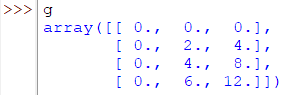 >>> g
array([[ 0., 0., 0.],
[ 0., 2., 4.],
[ 0., 4., 8.],
[ 0., 6., 12.]])